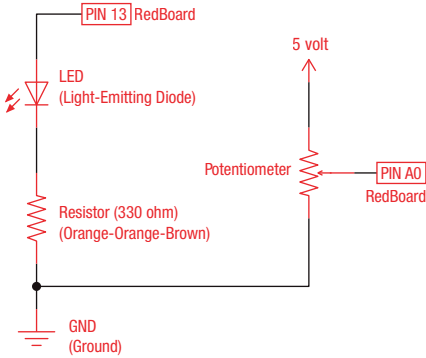 PIN 13 RedBoard
LED
(Light-Emitting Diode)
5 volt
Potentiometer
PIN A0
RedBoard
Resistor (330 ohm)
(Orange-Orange-Brown)
GND
(Ground)